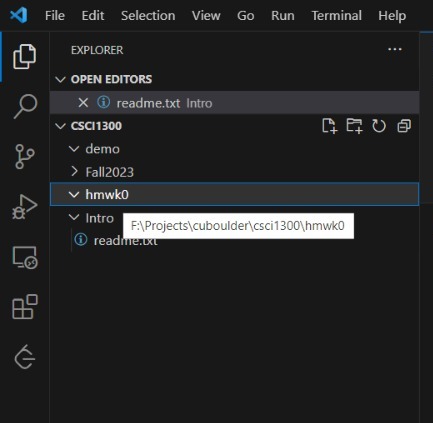 File Edit Selection View Go Run Terminal Help
EXPLORER ...
OPEN EDITORS
readme.txt Intro
CSCI1300
demo
Fall2023
hmwk0
Intro
F:\Projects\cuboulder\csci1300\hmwk0
readme.txt